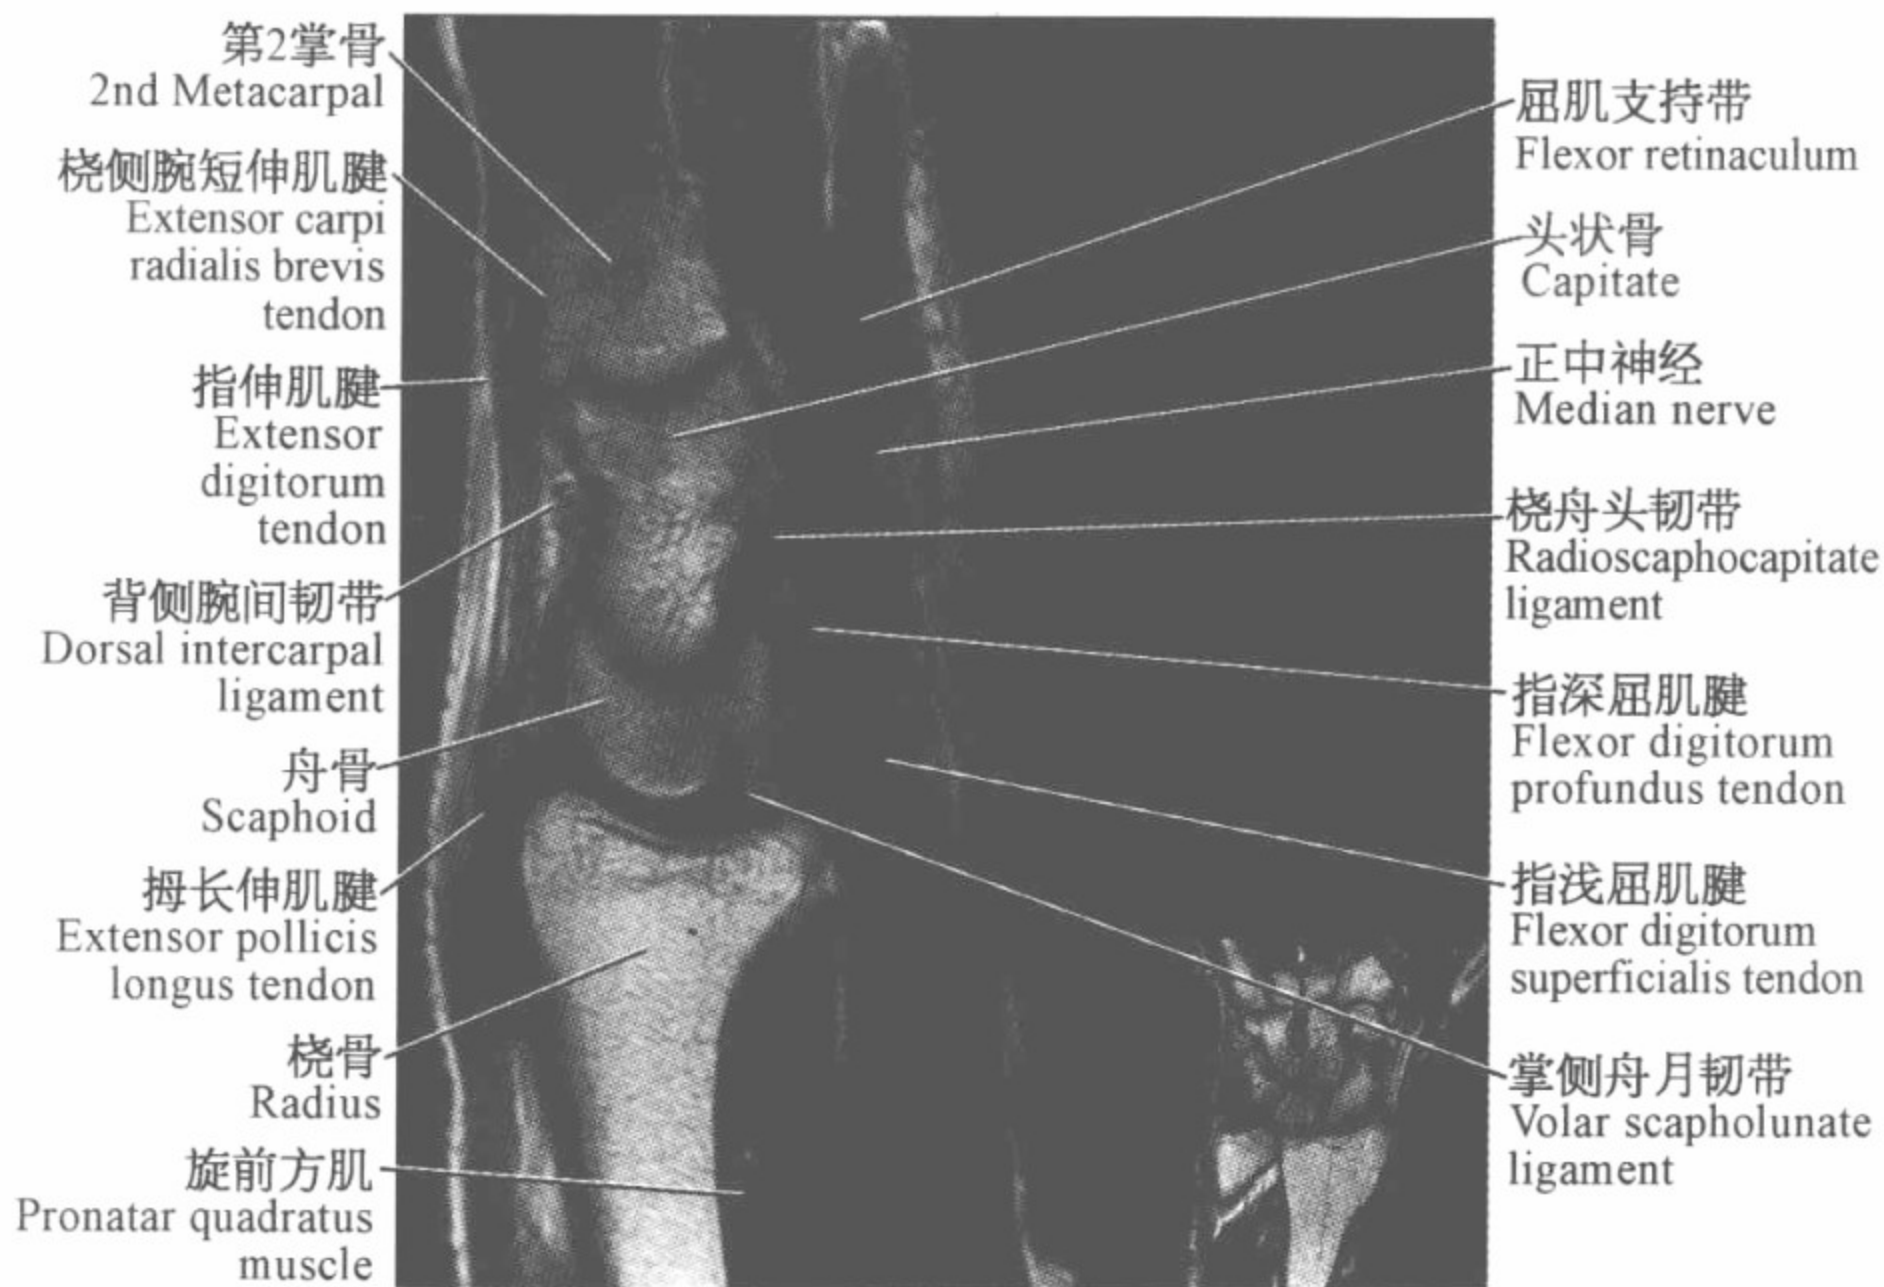 第2掌骨
2nd Metacarpal
桡侧腕短伸肌腱
Extensor carpi
radialis brevis
tendon
指伸肌腱
Extensor
digitorum
tendon
背侧腕间韧带
Dorsal intercarpal
ligament
舟骨
Scaphoid
拇长伸肌腱
Extensor pollicis
longus tendon
桡骨
Radius
旋前方肌
Pronatar quadratus
muscle
屈肌支持带
Flexor retinaculum
头状骨
Capitate
正中神经
Median nerve
桡舟头韧带
Radioscaphocapitate
ligament
指深屈肌腱
Flexor digitorum
profundus tendon
指浅屈肌腱
Flexor digitorum
superficialis tendon
掌侧舟月韧带
Volar scapholunate
ligament